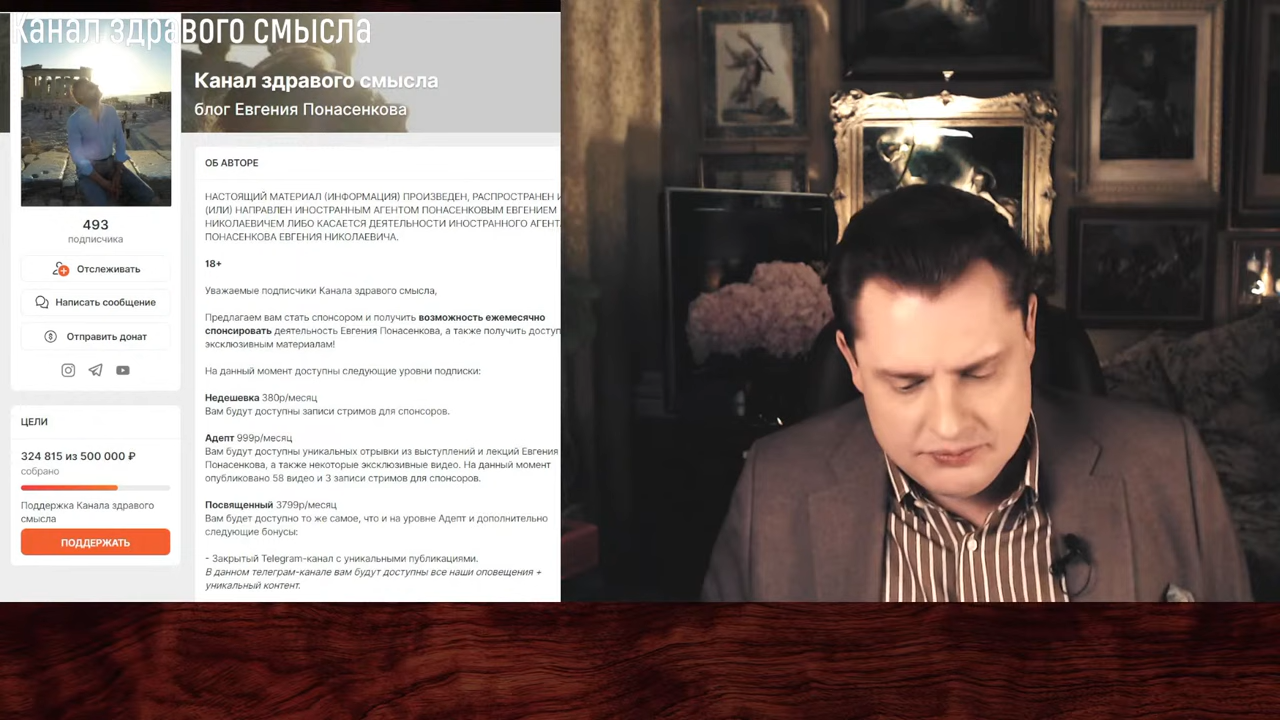 Канал здравого смысла
Канал здравого смысла
блог Евгения Понасенкова
493
подписчика
Отслеживать
Написать сообщение
Отправить донат
ЦЕЛИ
324 815 из 500 000 ₽
собрано
Поддержка Канала здравого
смысла
ПОДДЕРЖАТЬ
ОБ АВТОРЕ
НАСТОЯЩИЙ МАТЕРИАЛ (ИНФОРМАЦИЯ) ПРОИЗВЕДЕН, РАСПРОСТРАНЕН И
(ИЛИ) НАПРАВЛЕН ИНОСТРАННЫМ АГЕНТОМ ПОНАСЕНКОВЫМ ЕВГЕНИЕМ
НИКОЛАЕВИЧЕМ ЛИБО КАСАЕТСЯ ДЕЯТЕЛЬНОСТИ ИНОСТРАННОГО АГЕНТА
ПОНАСЕНКОВА ЕВГЕНИЯ НИКОЛАЕВИЧА.
18+
Уважаемые подписчики Канала здравого смысла,
Предлагаем вам стать спонсором и получить возможность ежемесячно
спонсировать деятельность Евгения Понасенкова, а также получить доступ
эксклюзивным материалам!
На данный момент доступны следующие уровни подписки:
Недешевка 380р/месяц
Вам будут доступны записи стримов для спонсоров.
Адепт 999р/месяц
Вам будут доступны уникальных отрывки из выступлений и лекций Евгения
Понасенкова, а также некоторые эксклюзивные видео. На данный момент
опубликовано 58 видео и 3 записи стримов для спонсоров.
Посвященный 3799р/месяц
Вам будет доступно то же самое, что и на уровне Адепт и дополнительно
следующие бонусы:
- Закрытый Telegram-канал с уникальными публикациями.
В данном телеграм-канале вам будут доступны все наши оповещения +
уникальный контент.